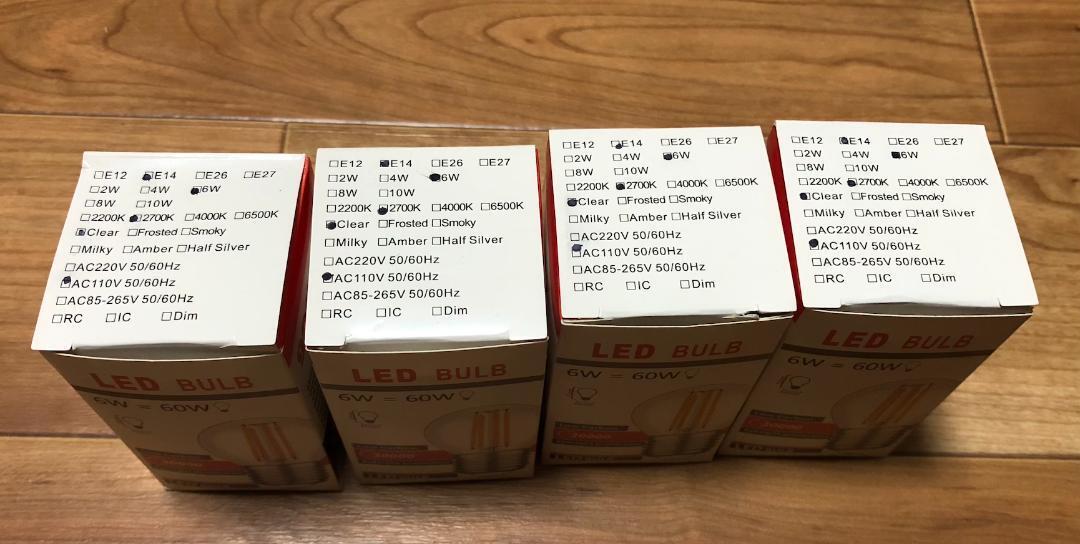 E12 E14 E26 E27
2W 4W 6W
8W 10W
2200K 2700K 4000K 6500K
Clear Frosted Smoky
Milky Amber Half Silver
AC220V 50/60Hz
AC110V 50/60Hz
AC85-265V 50/60Hz
RC IC Dim
LED BULB
6W = 60W
30000
E12 E14 E26 E27
2W 4W 6W
8W 10W
2200K 2700K 4000K 6500K
Clear Frosted Smoky
Milky Amber Half Silver
AC220V 50/60Hz
AC110V 50/60Hz
AC85-265V 50/60Hz
RC IC Dim
LED BULB
6W = 60W
30000
E12 E14 E26 E27
2W 4W 6W
8W 10W
2200K 2700K 4000K 6500K
Clear Frosted Smoky
Milky Amber Half Silver
AC220V 50/60Hz
AC110V 50/60Hz
AC85-265V 50/60Hz
RC IC Dim
LED BULB
6W = 60W
30000
E12 E14 E26 E27
2W 4W 6W
8W 10W
2200K 2700K 4000K 6500K
Clear Frosted Smoky
Milky Amber Half Silver
AC220V 50/60Hz
AC110V 50/60Hz
AC85-265V 50/60Hz
RC IC Dim
LED BULB
6W = 60W
30000